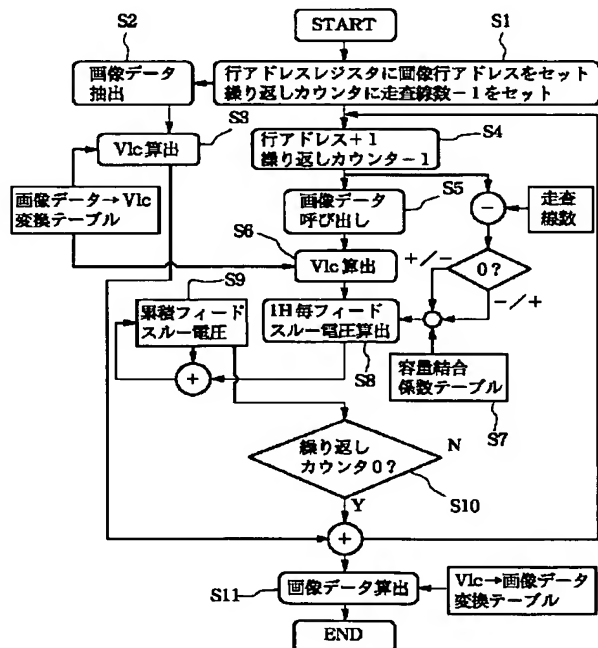 START
S1
S2
行アドレスレジスタに画像行アドレスをセット
繰り返しカウンタに走査線数－1をセット
画像データ
抽出
S3
Vlc算出
S4
行アドレス＋1
繰り返しカウンター1
画像データ→Vlc
変換テーブル
S5
画像データ
呼び出し
－
走査
線数
S6
Vlc算出
＋／－
0？
－／＋
S9
累積フィード
スルー電圧
1H毎フィード
スルー電圧算出
S8
＋
容量結合
係数テーブル
S7
繰り返し
カウンタ0？
N
S10
Y
＋
S11
画像データ算出
Vlc→画像データ
変換テーブル
END